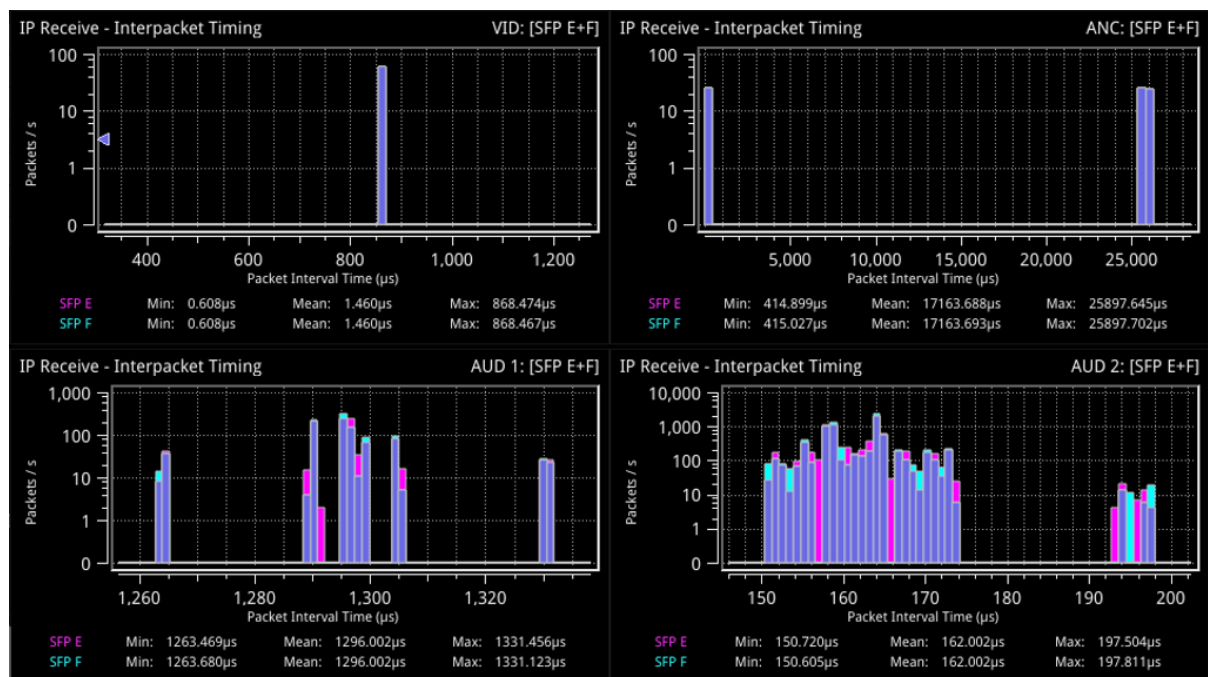 IP Receive - Interpacket Timing VID: [SFP E+F]
100
10
1
0
Packets / s
400 600 800 1,000 1,200
Packet Interval Time (µs)
SFP E Min: 0.608µs Mean: 1.460µs Max: 868.474µs
SFP F Min: 0.608µs Mean: 1.460µs Max: 868.467µs
IP Receive - Interpacket Timing ANC: [SFP E+F]
100
10
1
0
Packets / s
5,000 10,000 15,000 20,000 25,000
Packet Interval Time (µs)
SFP E Min: 414.899µs Mean: 17163.688µs Max: 25897.645µs
SFP F Min: 415.027µs Mean: 17163.693µs Max: 25897.702µs
IP Receive - Interpacket Timing AUD 1: [SFP E+F]
1,000
100
10
1
0
Packets / s
1,260 1,280 1,300 1,320
Packet Interval Time (µs)
SFP E Min: 1263.469µs Mean: 1296.002µs Max: 1331.456µs
SFP F Min: 1263.680µs Mean: 1296.002µs Max: 1331.123µs
IP Receive - Interpacket Timing AUD 2: [SFP E+F]
10,000
1,000
100
10
1
0
Packets / s
150 160 170 180 190 200
Packet Interval Time (µs)
SFP E Min: 150.720µs Mean: 162.002µs Max: 197.504µs
SFP F Min: 150.605µs Mean: 162.002µs Max: 197.811µs